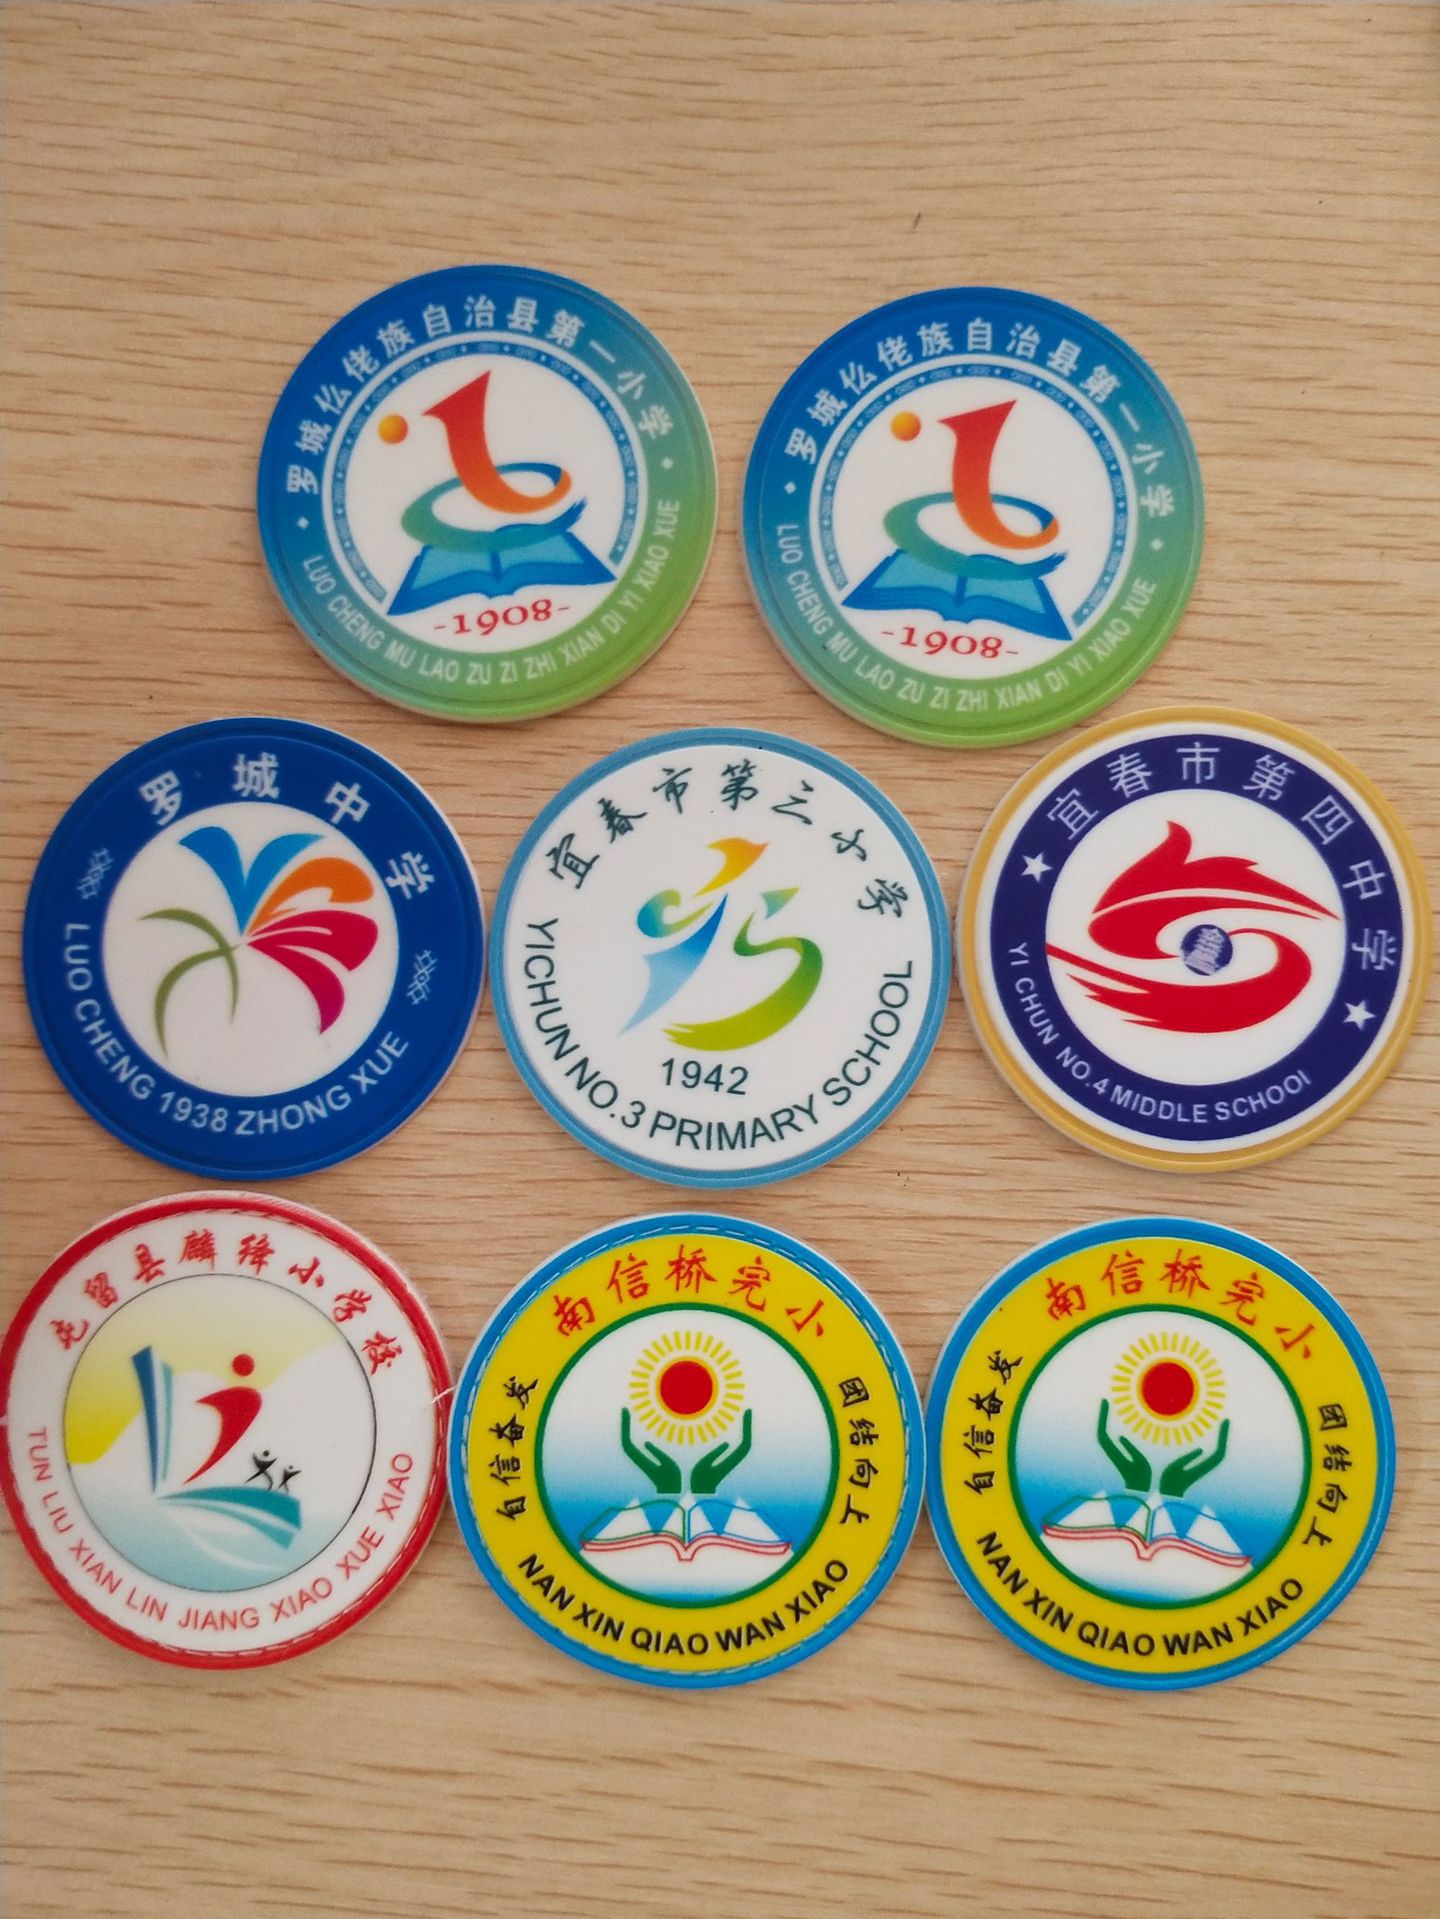 罗城仫佬族自治县第一小学
-1908-
LUO CHENG MU LAO ZU ZI ZHI XIAN DI YI XIAO XUE
罗城仫佬族自治县第一小学
-1908-
LUO CHENG MU LAO ZU ZI ZHI XIAN DI YI XIAO XUE
罗城中学
LUO CHENG 1938 ZHONG XUE
宜春市第三小学
1942
YICHUN NO.3 PRIMARY SCHOOL
宜春市第四中学
YI CHUN NO.4 MIDDLE SCHOOl
屯留县麟绛小学校
TUN LIU XIAN LIN JIANG XIAO XUE XIAO
南信桥完小
自信奋发
团结向上
NAN XIN QIAO WAN XIAO
南信桥完小
自信奋发
团结向上
NAN XIN QIAO WAN XIAO